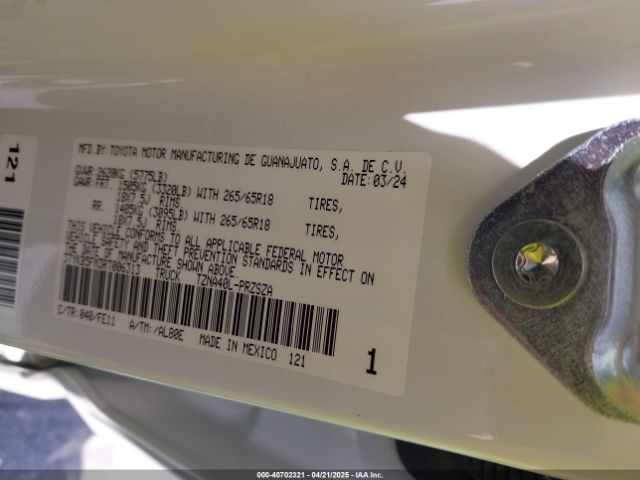 MFD.BY:TOYOTA MOTOR MANUFACTURING DE GUANAJUATO, S.A. DE C.V.
GVWR 2620KG (5775LB) DATE:03/24
GAWR FRT 1505KG (3320LB) WITH 265/65R18 TIRES,
18X7.5J RIMS,
RR (3095LB) WITH 265/65R18 TIRES,
18X7.5J RIMS,
THIS VEHICLE CONFORMS TO ALL APPLICABLE FEDERAL MOTOR
VEHICLE SAFETY AND THEFT PREVENTION STANDARDS IN EFFECT ON
THE DATE OF MANUFACTURE SHOWN ABOVE.
TRUCK TZNA40L-PRZSZA
C/TR:040/FE11 A/TM:/AL80E MADE IN MEXICO 121
1
121
000-40702321 - 04/21/2025 - IAA Inc.